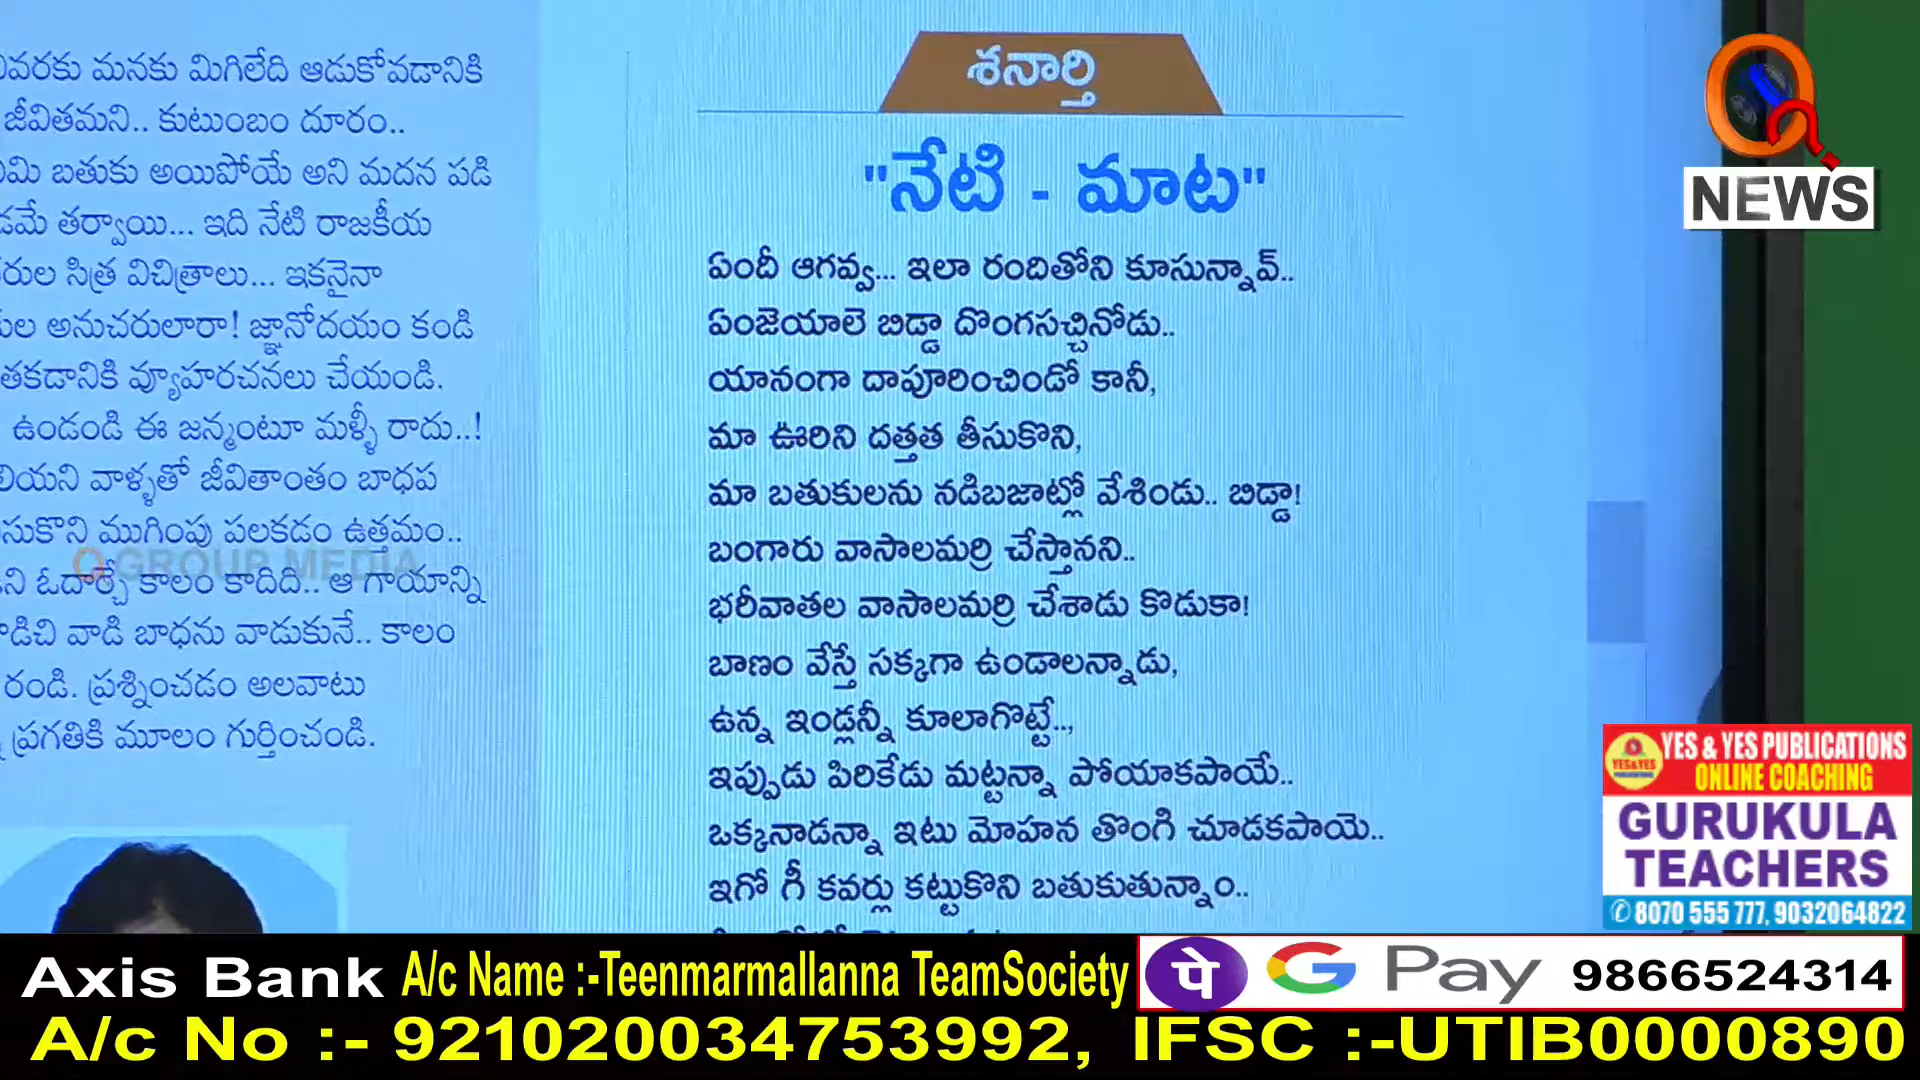 మనకు మిగిలేది ఆడుకోవడానికి
జీవితమని.. కుటుంబం దూరం..
బతుకు అయిపోయే అని మదన పడి
తర్వాయి... ఇది నేటి రాజకీయ
సిత్ర విచిత్రాలు... ఇకనైనా
అనుచరులారా! జ్ఞానోదయం కండి
వ్యూహరచనలు చేయండి.
ఉండండి ఈ జన్మంటూ మళ్ళీ రాదు..!
వాళ్ళతో జీవితాంతం బాధప
ముగింపు పలకడం ఉత్తమం..
ఓదార్చే కాలం కాదిది.. ఆ గాయాన్ని
వాడి బాధను వాడుకునే.. కాలం
రండి. ప్రశ్నించడం అలవాటు
ప్రగతికి మూలం గుర్తించండి.
Q GROUP MEDIA
శనార్తి
"నేటి - మాట"
ఏందీ ఆగవ్వ... ఇలా రందితోని కూసున్నావ్..
ఏంజెయాలె బిడ్డా దొంగసచ్చినోడు..
యానంగా దాపూరించిండో కానీ,
మా ఊరిని దత్తత తీసుకొని,
మా బతుకులను నడిబజాట్లో వేశిండు.. బిడ్డా!
బంగారు వాసాలమర్రి చేస్తానని..
భరీవాతల వాసాలమర్రి చేశాడు కొడుకా!
బాణం వేస్తే సక్కగా ఉండాలన్నాడు,
ఉన్న ఇండ్లన్నీ కూలాగొట్టే..,
ఇప్పుడు పిరికేడు మట్టన్నా పోయాకపాయే..
ఒక్కనాడన్నా ఇటు మోహన తొంగి చూడకపాయె..
ఇగో గీ కవర్లు కట్టుకొని బతుకుతున్నాం..
NEWS
YES & YES PUBLICATIONS
ONLINE COACHING
GURUKULA
TEACHERS
8070 555 777, 9032064822
Axis Bank A/c Name :-Teenmarmallanna TeamSociety
पे G Pay 9866524314
A/c No :- 921020034753992, IFSC :-UTIB0000890